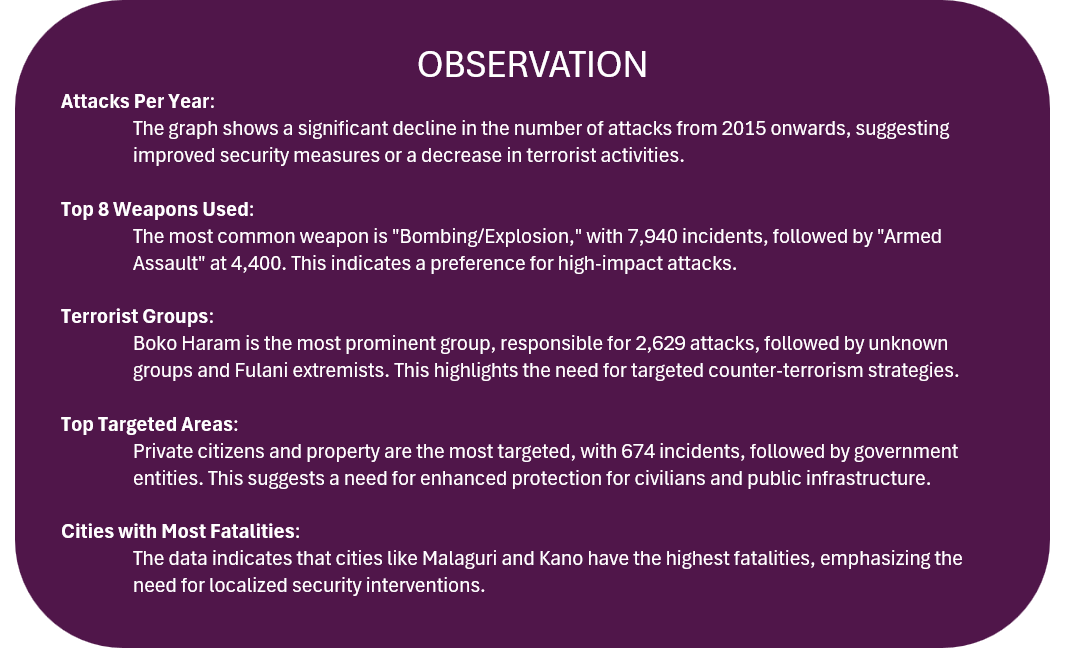 OBSERVATION
Attacks Per Year:
The graph shows a significant decline in the number of attacks from 2015 onwards, suggesting
improved security measures or a decrease in terrorist activities.
Top 8 Weapons Used:
The most common weapon is "Bombing/Explosion," with 7,940 incidents, followed by "Armed
Assault" at 4,400. This indicates a preference for high-impact attacks.
Terrorist Groups:
Boko Haram is the most prominent group, responsible for 2,629 attacks, followed by unknown
groups and Fulani extremists. This highlights the need for targeted counter-terrorism strategies.
Top Targeted Areas:
Private citizens and property are the most targeted, with 674 incidents, followed by government
entities. This suggests a need for enhanced protection for civilians and public infrastructure.
Cities with Most Fatalities:
The data indicates that cities like Malaguri and Kano have the highest fatalities, emphasizing the
need for localized security interventions.